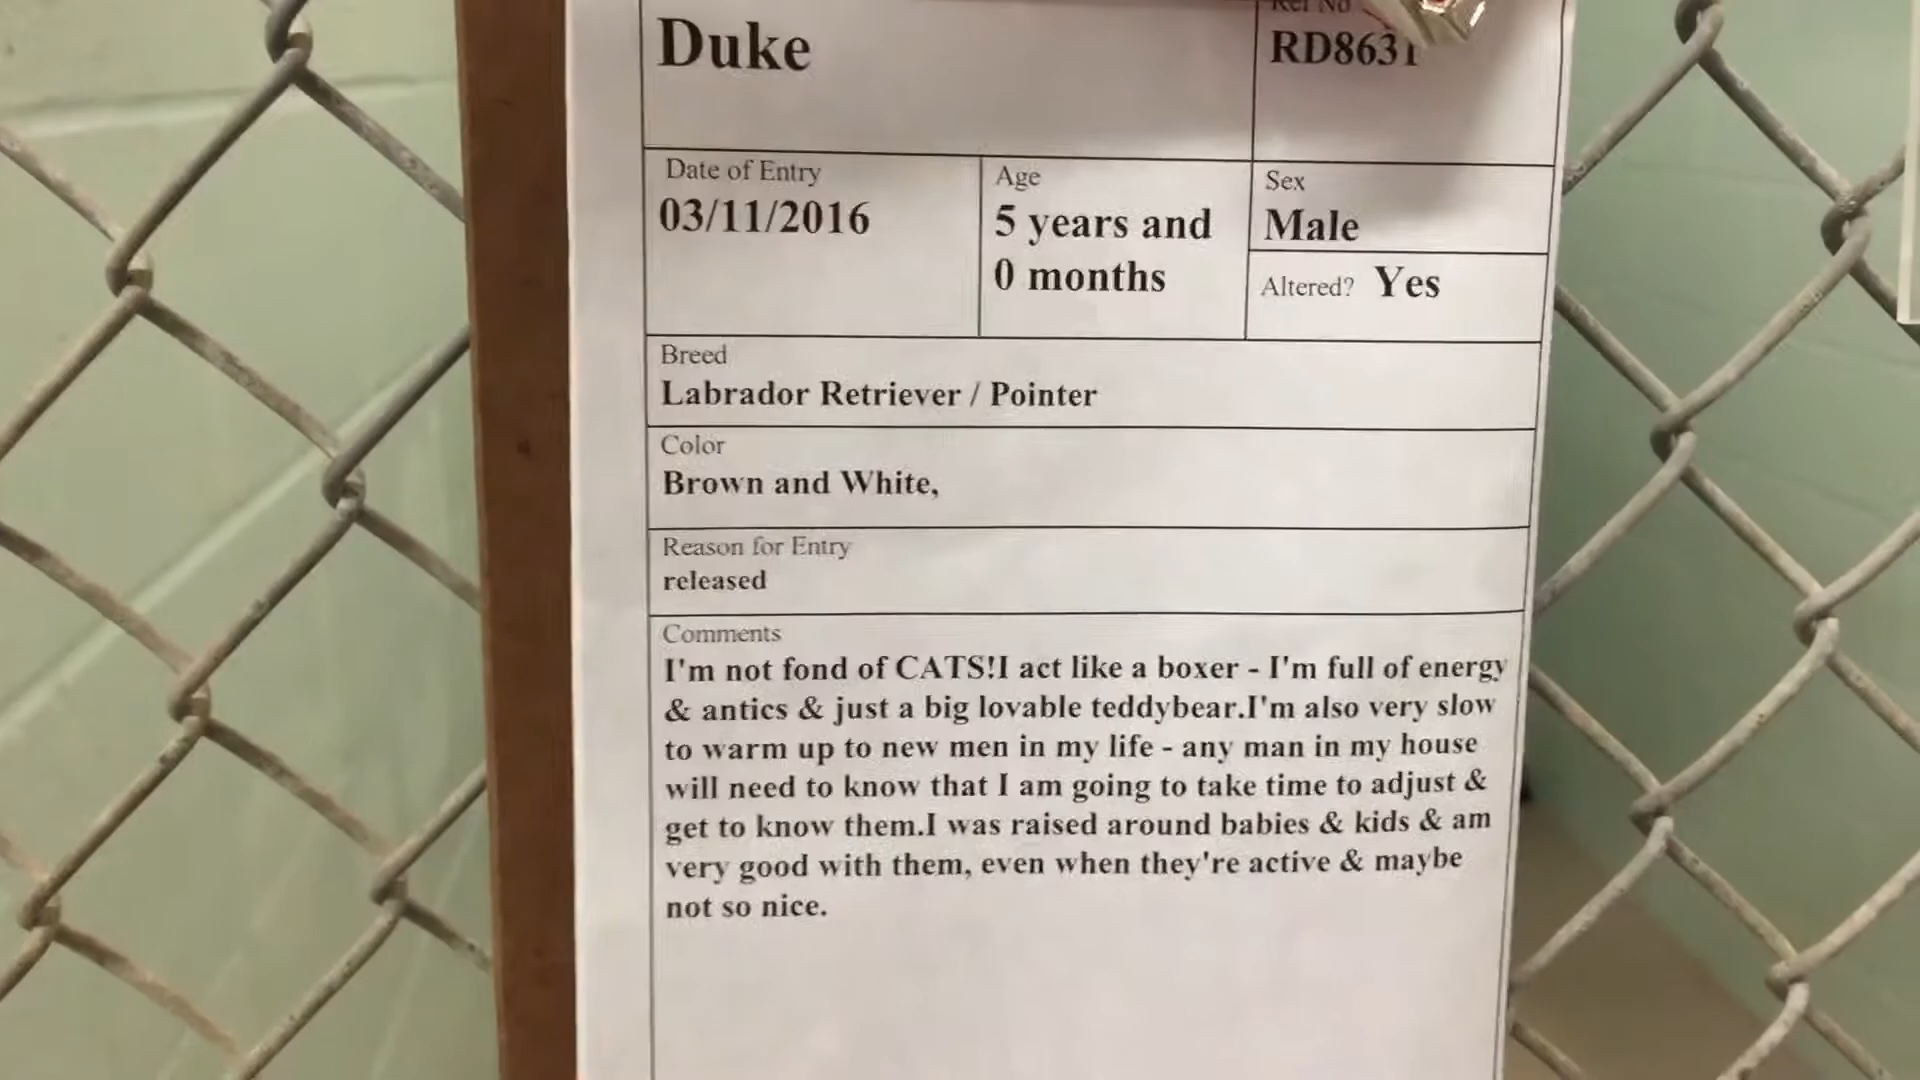 Duke
Ref No
RD8631
Date of Entry
03/11/2016
Age
5 years and
0 months
Sex
Male
Altered? Yes
Breed
Labrador Retriever / Pointer
Color
Brown and White,
Reason for Entry
released
Comments
I'm not fond of CATS!I act like a boxer - I'm full of energy
& antics & just a big lovable teddybear.I'm also very slow
to warm up to new men in my life - any man in my house
will need to know that I am going to take time to adjust &
get to know them.I was raised around babies & kids & am
very good with them, even when they're active & maybe
not so nice.